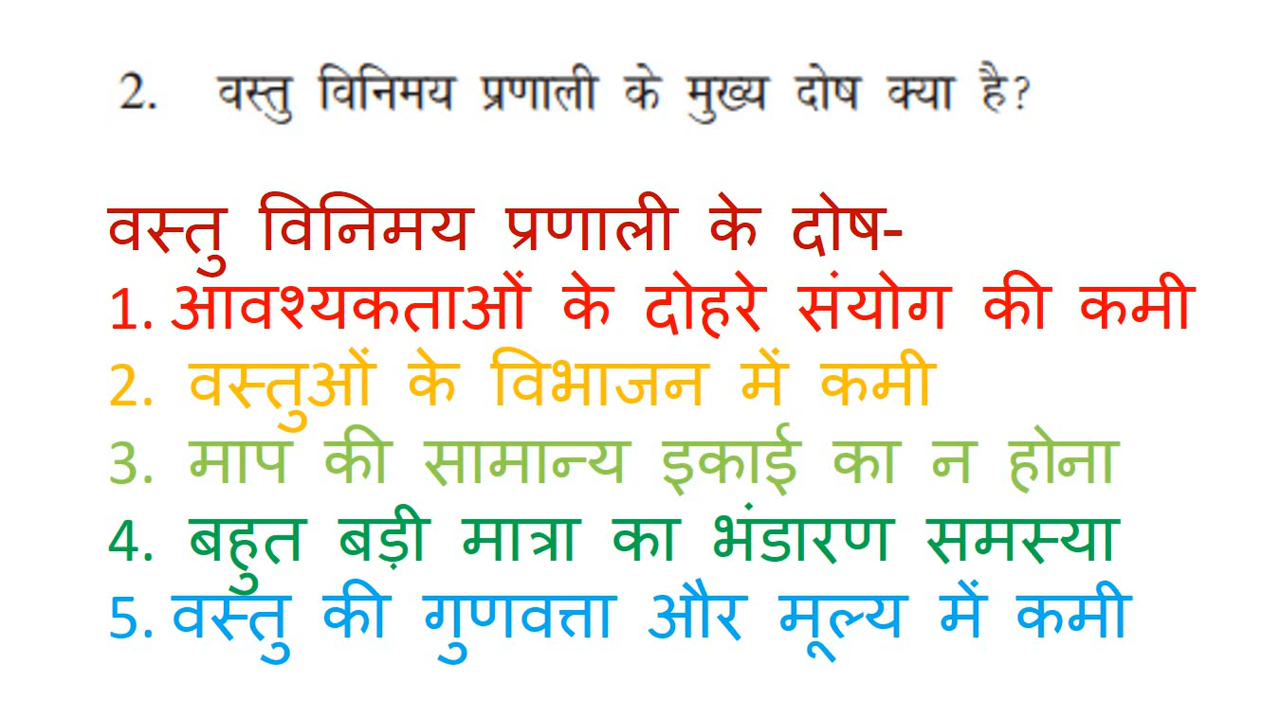 2. वस्तु विनिमय प्रणाली के मुख्य दोष क्या है?
वस्तु विनिमय प्रणाली के दोष-
1. आवश्यकताओं के दोहरे संयोग की कमी
2. वस्तुओं के विभाजन में कमी
3. माप की सामान्य इकाई का न होना
4. बहुत बड़ी मात्रा का भंडारण समस्या
5. वस्तु की गुणवत्ता और मूल्य में कमी